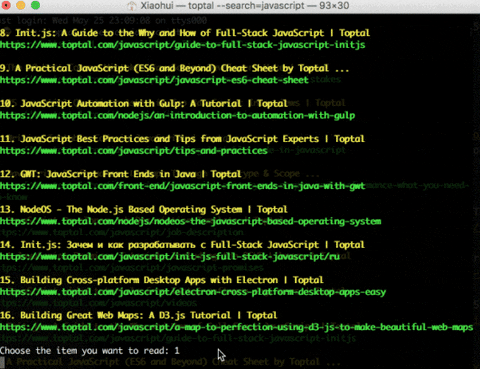 Xiaohui — toptal --search=javascript — 93×30
8. Init.js: A Guide to the Why and How of Full-Stack JavaScript | Toptal
https://www.toptal.com/javascript/guide-to-full-stack-javascript-initjs
9. A Practical JavaScript (ES6 and Beyond) Cheat Sheet by Toptal ...
https://www.toptal.com/javascript/javascript-es6-cheat-sheet
10. JavaScript Automation with Gulp: A Tutorial | Toptal
https://www.toptal.com/nodejs/an-introduction-to-automation-with-gulp
11. JavaScript Best Practices and Tips from JavaScript Experts | Toptal
https://www.toptal.com/javascript/tips-and-practices
12. GWT: JavaScript Front Ends in Java | Toptal
https://www.toptal.com/front-end/javascript-front-ends-in-java-with-gwt
13. NodeOS - The Node.js Based Operating System | Toptal
https://www.toptal.com/nodejs/nodeos-the-javascript-based-operating-system
14. Init.js: Зачем и как разрабатывать с Full-Stack JavaScript | Toptal
https://www.toptal.com/javascript/init-js-full-stack-javascript/ru
15. Building Cross-platform Desktop Apps with Electron | Toptal
https://www.toptal.com/javascript/electron-cross-platform-desktop-apps-easy
16. Building Great Web Maps: A D3.js Tutorial | Toptal
https://www.toptal.com/javascript/a-map-to-perfection-using-d3-js-to-make-beautiful-web-maps
Choose the item you want to read: 1